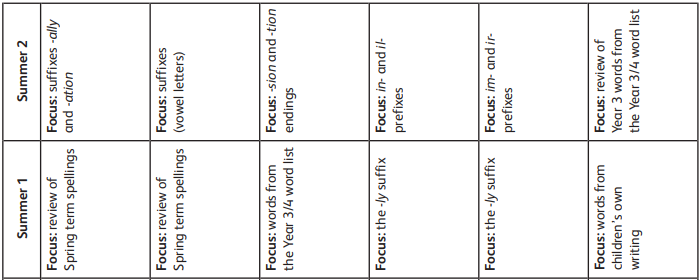 Summer 1
Summer 2
Focus: review of
Spring term spellings
Focus: suffixes -ally
and -ation
Focus: review of
Spring term spellings
Focus: suffixes
(vowel letters)
Focus: words from
the Year 3/4 word list
Focus: -sion and -tion
endings
Focus: the -ly suffix
Focus: in- and il-
prefixes
Focus: the -ly suffix
Focus: im- and ir-
prefixes
Focus: words from
children's own
writing
Focus: review of
Year 3 words from
the Year 3/4 word list